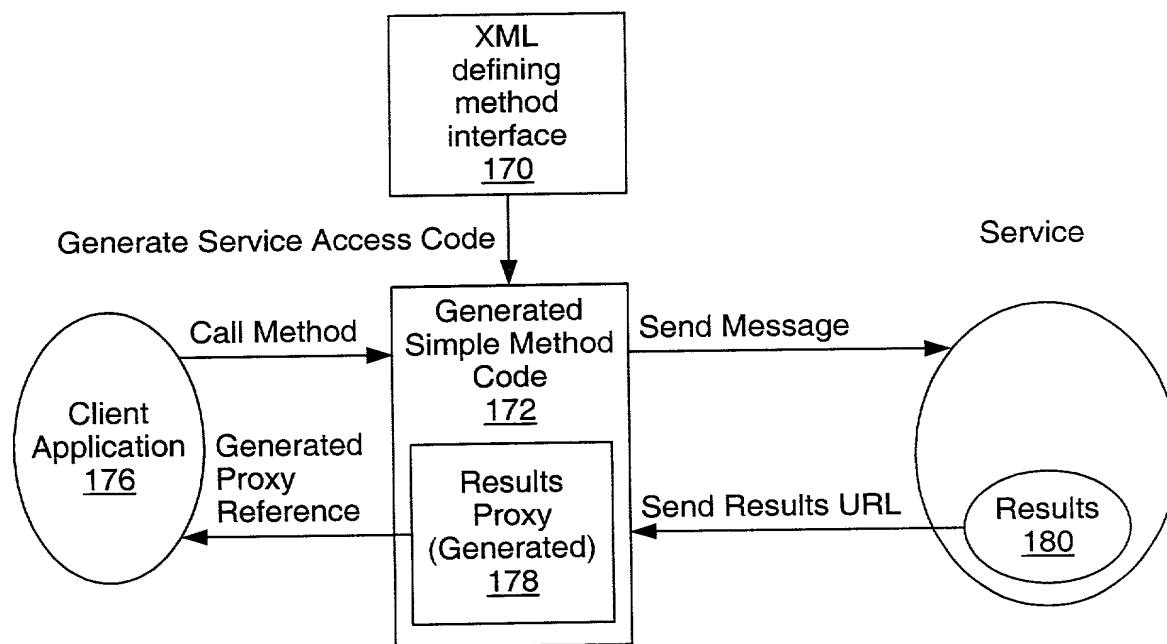 XML
defining
method
interface
170
Generate Service Access Code
Service
Call Method
Generated
Simple Method
Code
172
Send Message
Client
Application
176
Generated
Proxy
Reference
Results
Proxy
(Generated)
178
Send Results URL
Results
180